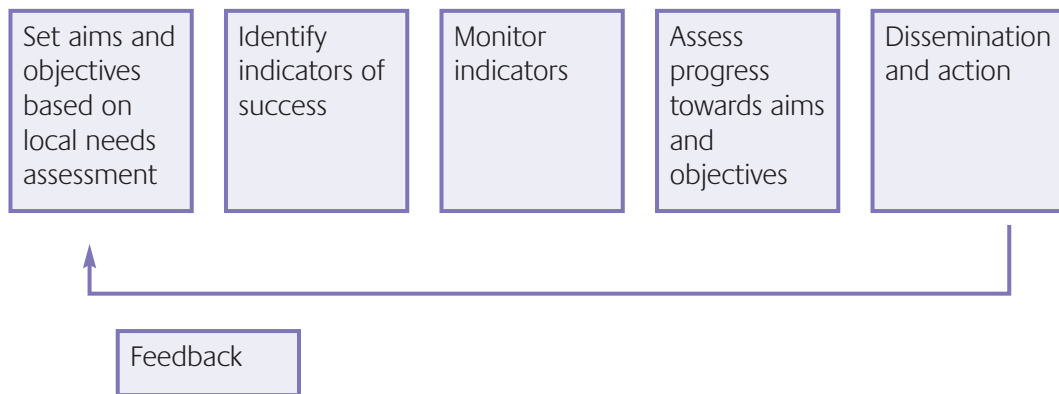 Set aims and
objectives
based on
local needs
assessment
Identify
indicators of
success
Monitor
indicators
Assess
progress
towards aims
and
objectives
Dissemination
and action
Feedback